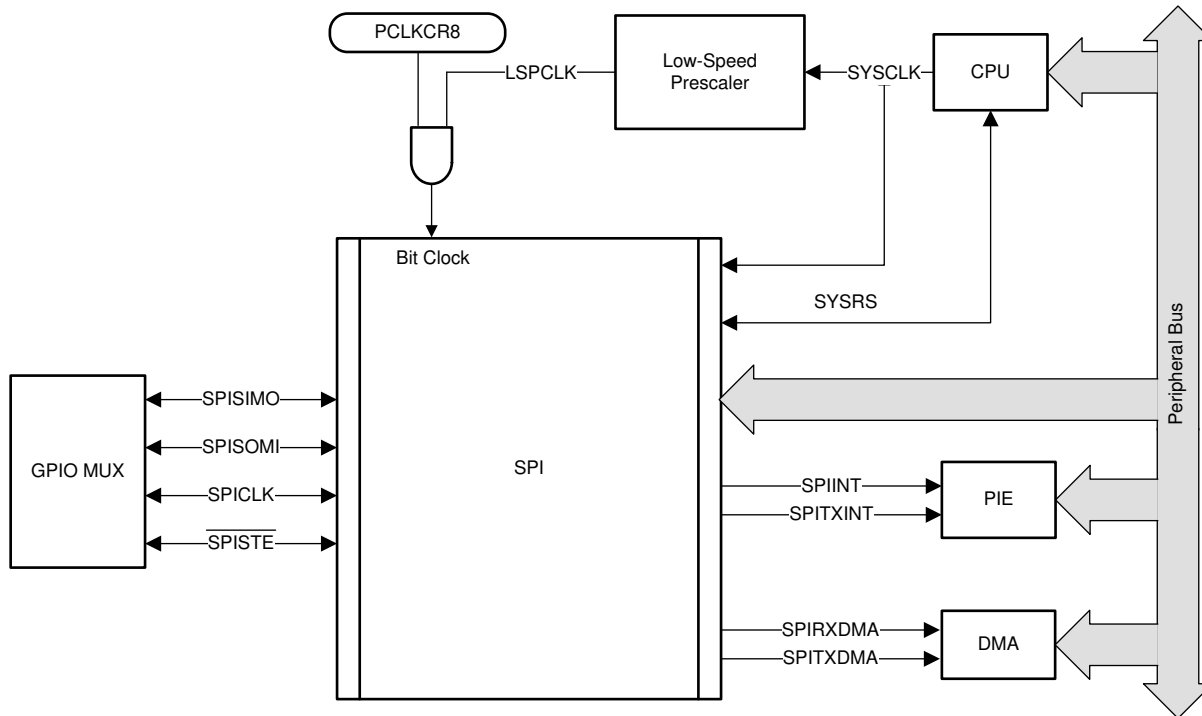 PCLKCR8
LSPCLK
Low-Speed
Prescaler
SYSCLK
CPU
Bit Clock
SYSRS
Peripheral Bus
GPIO MUX
SPISIMO
SPISOMI
SPICLK
SPISTE
SPI
SPIINT
SPITXINT
PIE
SPIRXDMA
SPITXDMA
DMA